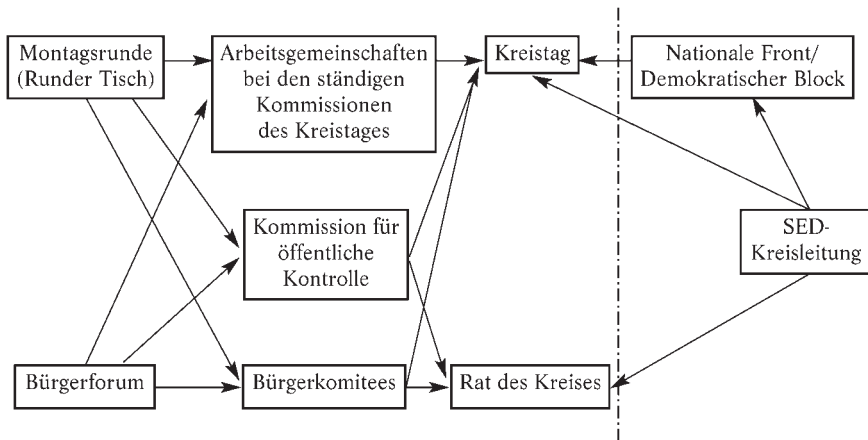 Montagsrunde
(Runder Tisch)
Arbeitsgemeinschaften
bei den ständigen
Kommissionen
des Kreistages
Kreistag
Nationale Front/
Demokratischer Block
Kommission für
öffentliche
Kontrolle
SED-
Kreisleitung
Bürgerforum
Bürgerkomitees
Rat des Kreises